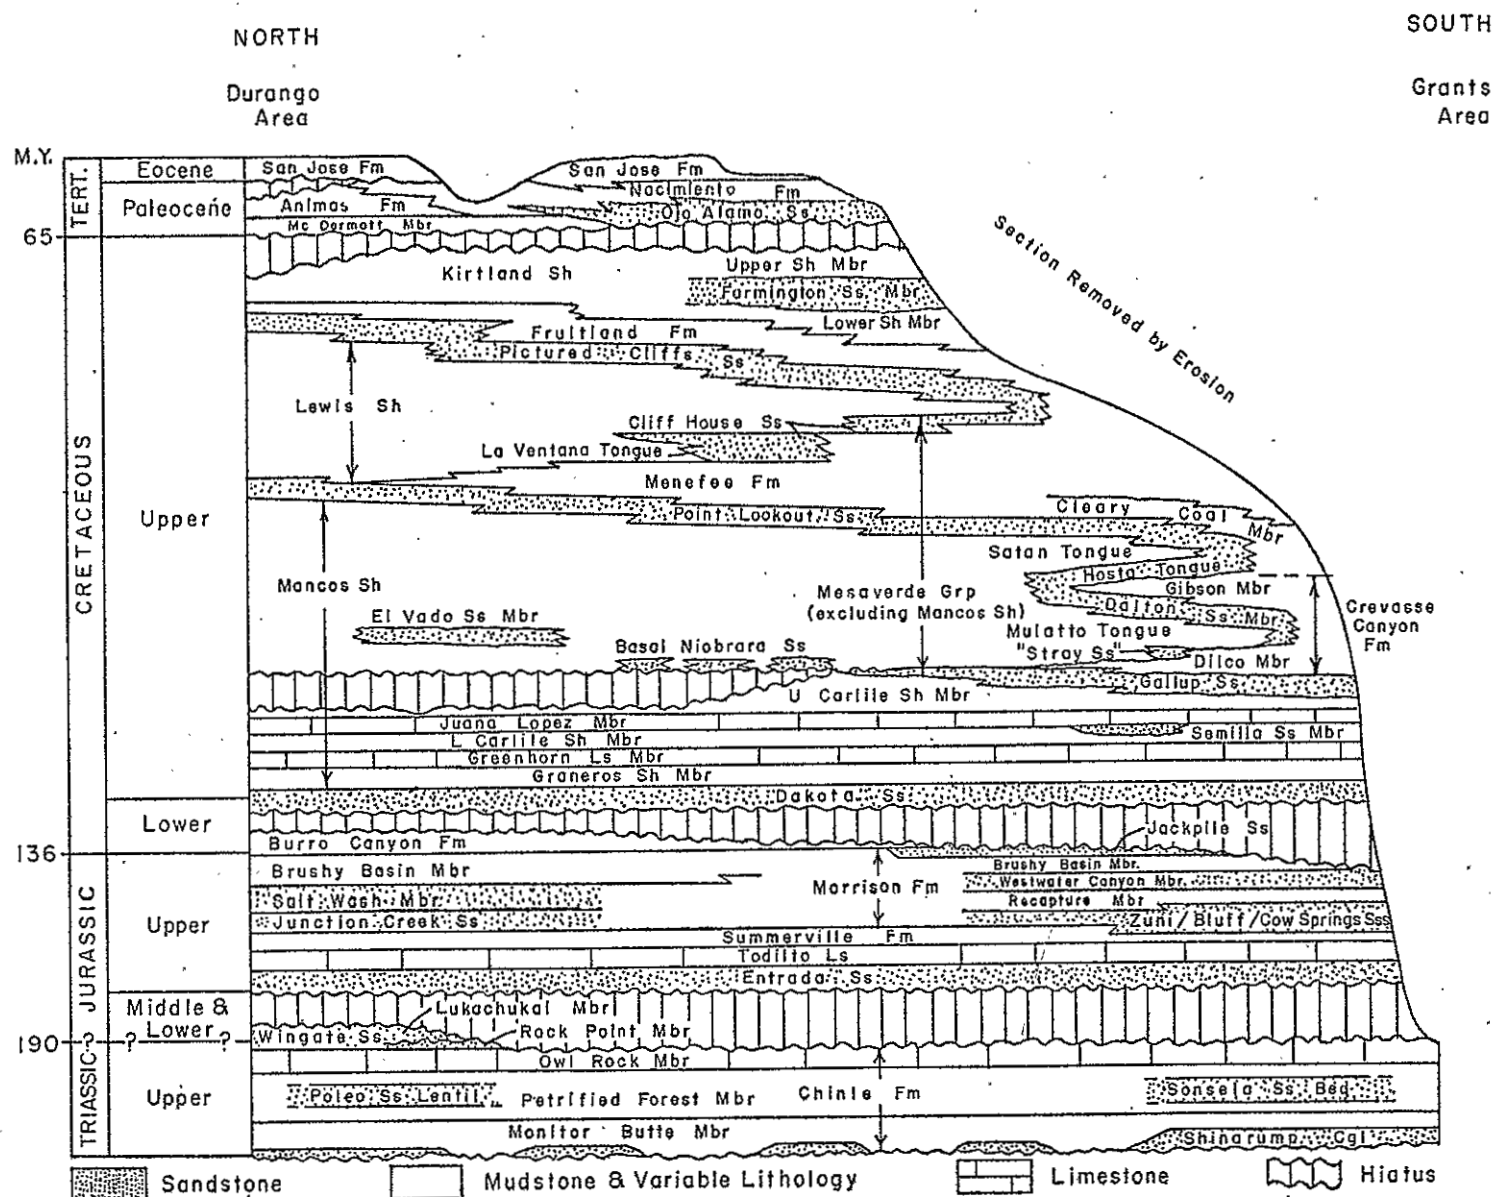 NORTH
SOUTH
Durango
Area
Grants
Area
M.Y.
TERT.
Eocene
San Jose Fm
San Jose Fm
Paleocene
Nacimiento Fm
Animas Fm
Ojo Alamo Ss
Mc Dermott Mbr
65
Section Removed by Erosion
Kirtland Sh
Upper Sh Mbr
Farmington Ss Mbr
Lower Sh Mbr
Fruitland Fm
Pictured Cliffs Ss
Lewis Sh
Cliff House Ss
La Ventana Tongue
Menefee Fm
CRETACEOUS
Upper
Point Lookout Ss
Cleary Coal Mbr
Satan Tongue
Hosta Tongue
Mancos Sh
Gibson Mbr
Mesaverde Grp
(excluding Mancos Sh)
Dalton Ss Mbr
Crevasse
Canyon
Fm
El Vado Ss Mbr
Mulatto Tongue
Basal Niobrara Ss
"Stray Ss"
Dilco Mbr
Gallup Ss
U Carlile Sh Mbr
Juana Lopez Mbr
L Carlile Sh Mbr
Semilla Ss Mbr
Greenhorn Ls Mbr
Graneros Sh Mbr
Dakota Ss
Lower
Jackpile Ss
Burro Canyon Fm
136
Brushy Basin Mbr
Brushy Basin Mbr.
Morrison Fm
Westwater Canyon Mbr.
Salt Wash Mbr
Recapture Mbr
JURASSIC
Upper
Junction Creek Ss
Zuni/Bluff/Cow Springs Sss
Summerville Fm
Todilto Ls
Entrada Ss
Middle &
Lower
Lukachukai Mbr
Wingate Ss
Rock Point Mbr
190
?
?
?
Owl Rock Mbr
TRIASSIC
Upper
Poleo Ss Lentil
Petrified Forest Mbr
Chinle Fm
Sonsela Ss Bed
Monitor Butte Mbr
Shinarump Cgl
Sandstone
Mudstone & Variable Lithology
Limestone
Hiatus